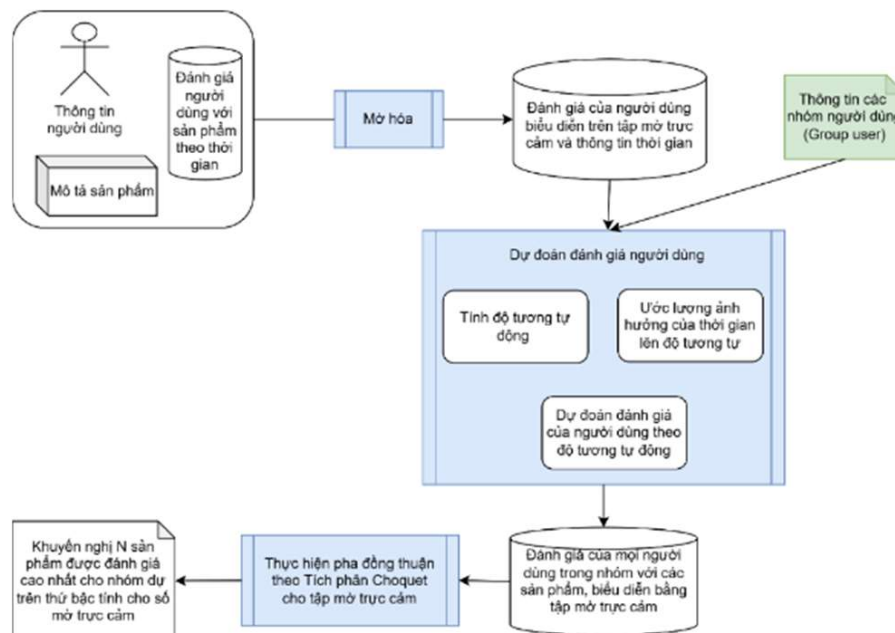 Thông tin
người dùng
Mô tả sản phẩm
Đánh giá
người
dùng với
sản phẩm
theo thời
gian
Mờ hóa
Đánh giá của người dùng
biểu diễn trên tập mờ trực
cảm và thông tin thời gian
Thông tin các
nhóm người dùng
(Group user)
Dự đoán đánh giá người dùng
Tính độ tương tự
động
Ước lượng ảnh
hưởng của thời gian
lên độ tương tự
Dự đoán đánh giá
của người dùng theo
độ tương tự động
Khuyến nghị N sản
phẩm được đánh giá
cao nhất cho nhóm dự
trên thứ bậc tính cho số
mờ trực cảm
Thực hiện pha đồng thuận
theo Tích phân Choquet
cho tập mờ trực cảm
Đánh giá của mọi người
dùng trong nhóm với các
sản phẩm, biểu diễn bằng
tập mờ trực cảm